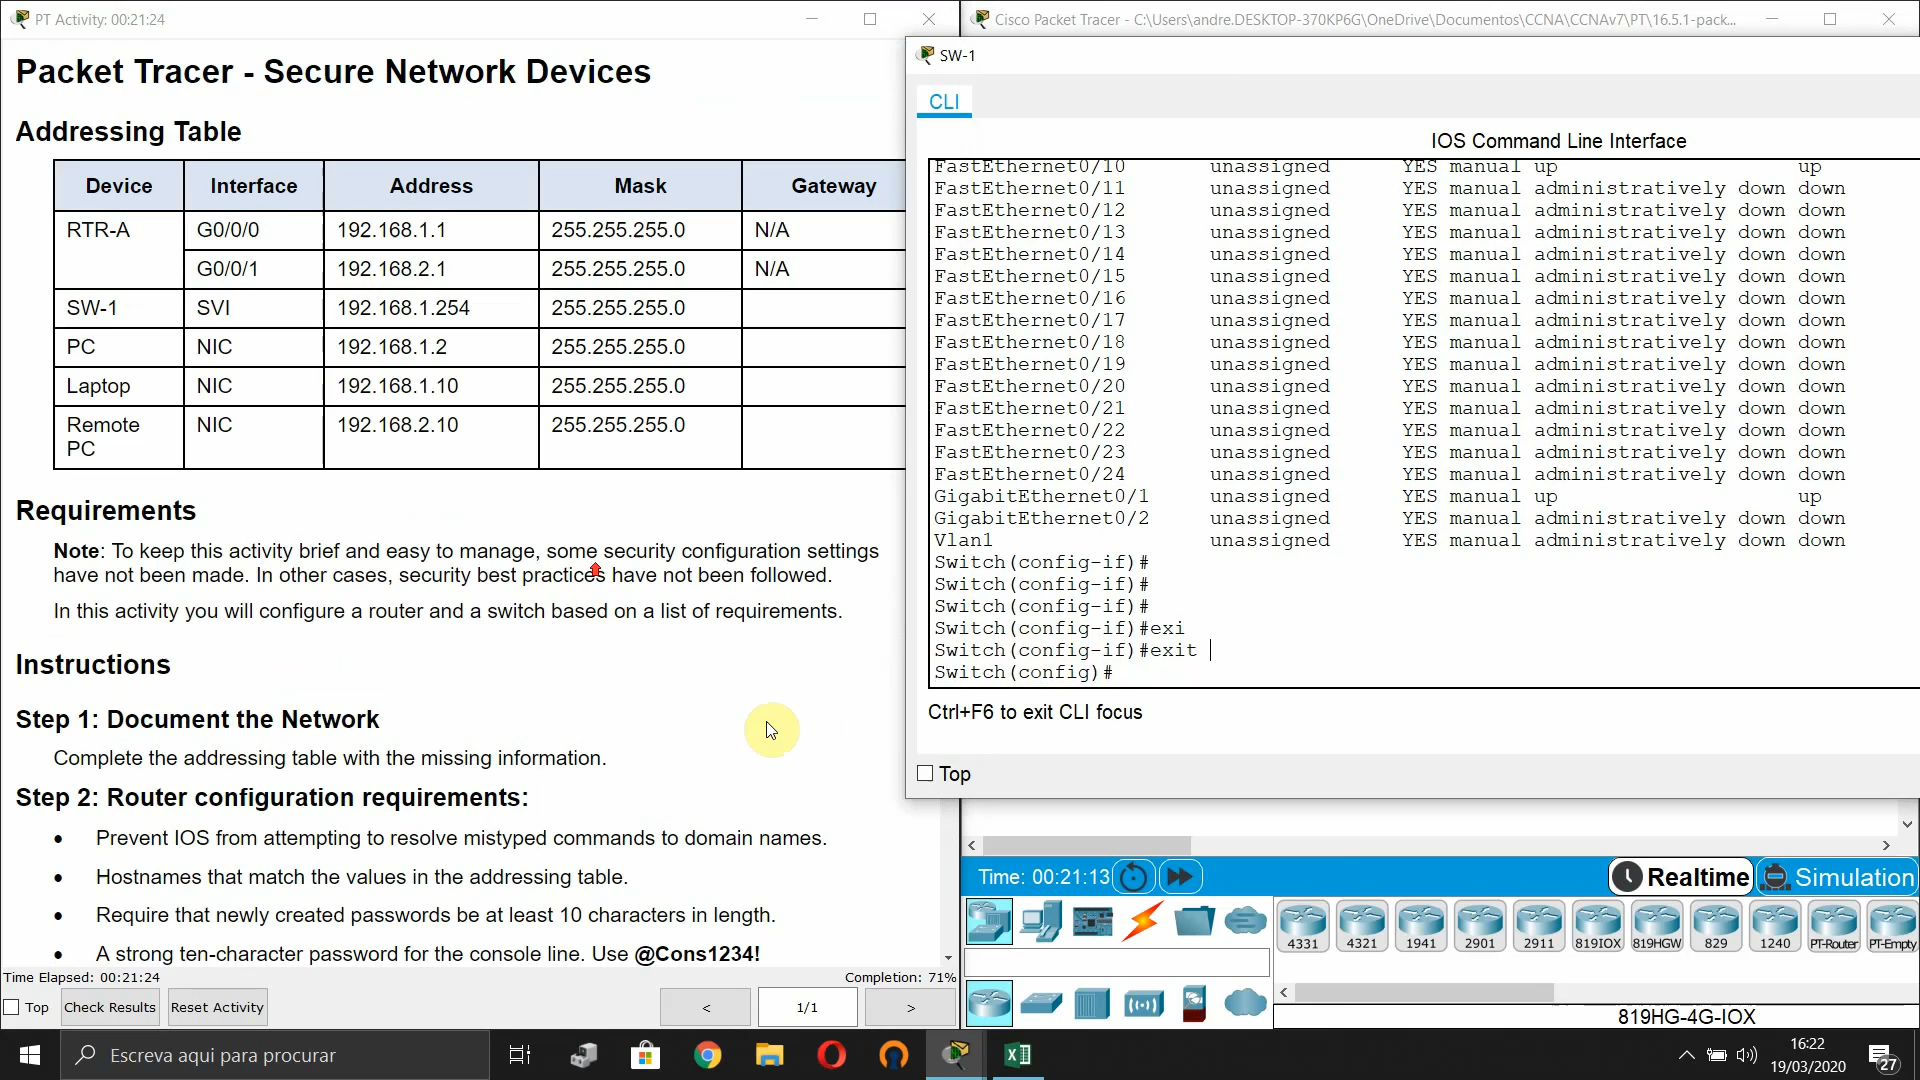 PT Activity: 00:21:24
Packet Tracer - Secure Network Devices
Addressing Table
Device Interface Address Mask Gateway
RTR-A G0/0/0 192.168.1.1 255.255.255.0 N/A
G0/0/1 192.168.2.1 255.255.255.0 N/A
SW-1 SVI 192.168.1.254 255.255.255.0
PC NIC 192.168.1.2 255.255.255.0
Laptop NIC 192.168.1.10 255.255.255.0
Remote PC NIC 192.168.2.10 255.255.255.0
Requirements
Note: To keep this activity brief and easy to manage, some security configuration settings
have not been made. In other cases, security best practices have not been followed.
In this activity you will configure a router and a switch based on a list of requirements.
Instructions
Step 1: Document the Network
Complete the addressing table with the missing information.
Step 2: Router configuration requirements:
• Prevent IOS from attempting to resolve mistyped commands to domain names.
• Hostnames that match the values in the addressing table.
• Require that newly created passwords be at least 10 characters in length.
• A strong ten-character password for the console line. Use @Cons1234!
Time Elapsed: 00:21:24 Completion: 71%
Top Check Results Reset Activity < 1/1 >
Cisco Packet Tracer - C:\Users\andre.DESKTOP-370KP6G\OneDrive\Documentos\CCNA\CCNAv7\PT\16.5.1-pack...
SW-1
CLI
IOS Command Line Interface
FastEthernet0/10 unassigned YES manual up up
FastEthernet0/11 unassigned YES manual administratively down down
FastEthernet0/12 unassigned YES manual administratively down down
FastEthernet0/13 unassigned YES manual administratively down down
FastEthernet0/14 unassigned YES manual administratively down down
FastEthernet0/15 unassigned YES manual administratively down down
FastEthernet0/16 unassigned YES manual administratively down down
FastEthernet0/17 unassigned YES manual administratively down down
FastEthernet0/18 unassigned YES manual administratively down down
FastEthernet0/19 unassigned YES manual administratively down down
FastEthernet0/20 unassigned YES manual administratively down down
FastEthernet0/21 unassigned YES manual administratively down down
FastEthernet0/22 unassigned YES manual administratively down down
FastEthernet0/23 unassigned YES manual administratively down down
FastEthernet0/24 unassigned YES manual administratively down down
GigabitEthernet0/1 unassigned YES manual up up
GigabitEthernet0/2 unassigned YES manual administratively down down
Vlan1 unassigned YES manual administratively down down
Switch(config-if)#
Switch(config-if)#
Switch(config-if)#
Switch(config-if)#exi
Switch(config-if)#exit
Switch(config)#
Ctrl+F6 to exit CLI focus
Top
Time: 00:21:13 Realtime Simulation
4331 4321 1941 2901 2911 819IOX 819HGW 829 1240 PT-Router PT-Empty
819HG-4G-IOX
Escreva aqui para procurar
16:22
19/03/2020
27